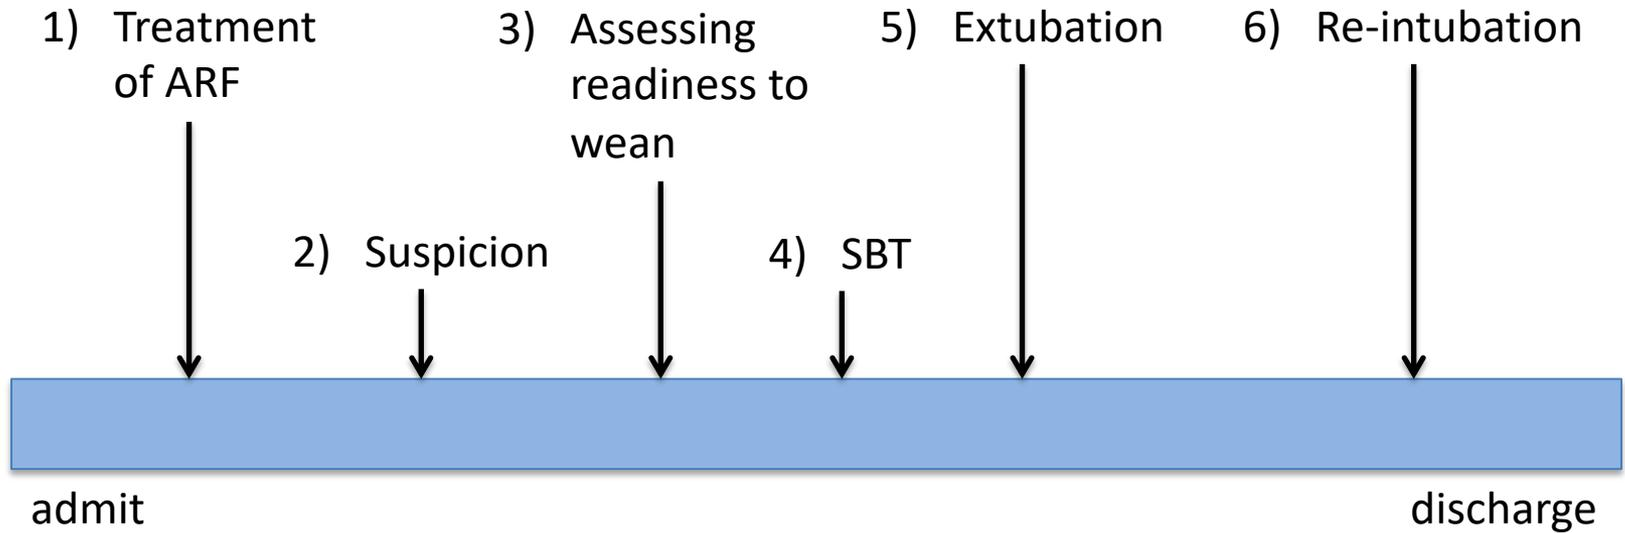 1) Treatment
of ARF
2) Suspicion
3) Assessing
readiness to
wean
4) SBT
5) Extubation
6) Re-intubation
admit
discharge